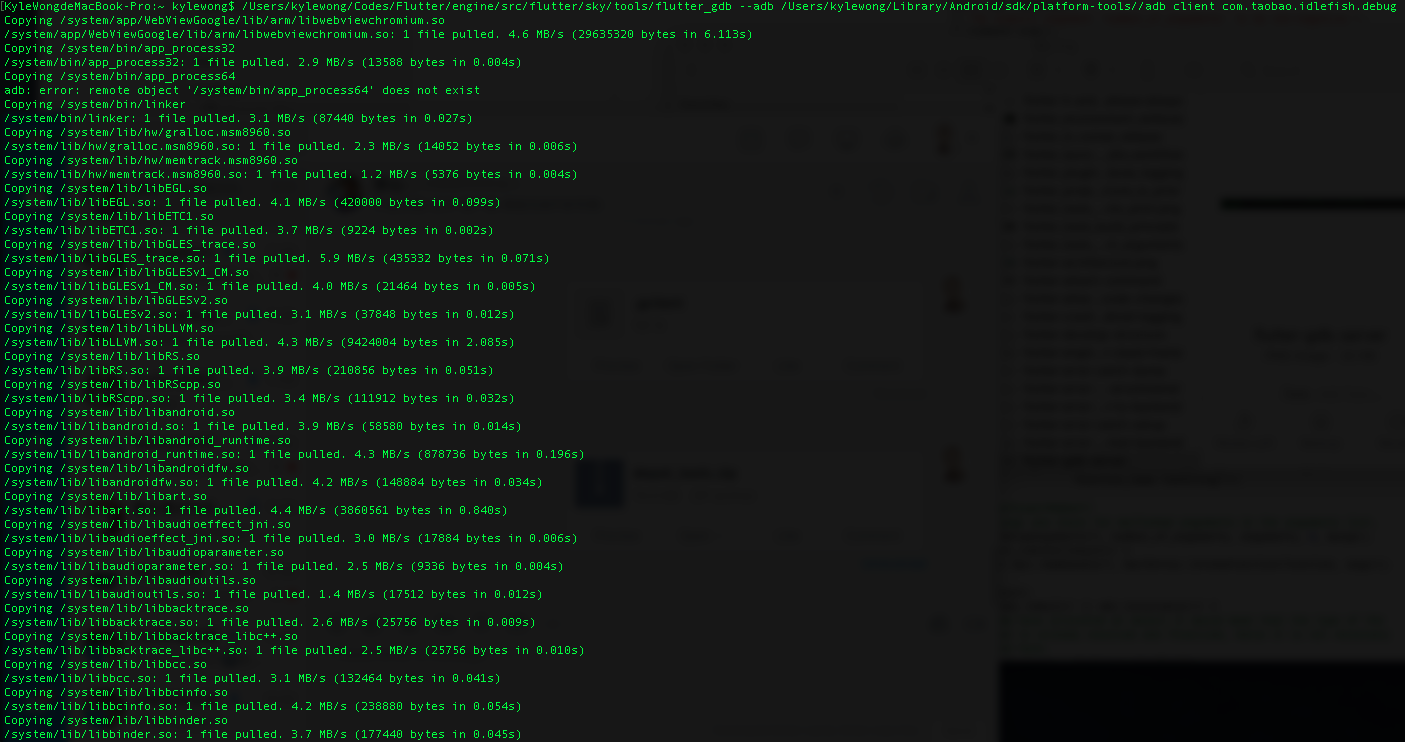 [KyleWongdeMacBook-Pro:~ kylewong$ /Users/kylewong/Codes/Flutter/engine/src/flutter/sky/tools/flutter_gdb --adb /Users/kylewong/Library/Android/sdk/platform-tools//adb client com.taobao.idlefish.debug
Copying /system/app/WebViewGoogle/lib/arm/libwebviewchromium.so
/system/app/WebViewGoogle/lib/arm/libwebviewchromium.so: 1 file pulled. 4.6 MB/s (29635320 bytes in 6.113s)
Copying /system/bin/app_process32
/system/bin/app_process32: 1 file pulled. 2.9 MB/s (13588 bytes in 0.004s)
Copying /system/bin/app_process64
adb: error: remote object '/system/bin/app_process64' does not exist
Copying /system/bin/linker
/system/bin/linker: 1 file pulled. 3.1 MB/s (87440 bytes in 0.027s)
Copying /system/lib/hw/gralloc.msm8960.so
/system/lib/hw/gralloc.msm8960.so: 1 file pulled. 2.3 MB/s (14052 bytes in 0.006s)
Copying /system/lib/hw/memtrack.msm8960.so
/system/lib/hw/memtrack.msm8960.so: 1 file pulled. 1.2 MB/s (5376 bytes in 0.004s)
Copying /system/lib/libEGL.so
/system/lib/libEGL.so: 1 file pulled. 4.1 MB/s (420000 bytes in 0.099s)
Copying /system/lib/libETC1.so
/system/lib/libETC1.so: 1 file pulled. 3.7 MB/s (9224 bytes in 0.002s)
Copying /system/lib/libGLES_trace.so
/system/lib/libGLES_trace.so: 1 file pulled. 5.9 MB/s (435332 bytes in 0.071s)
Copying /system/lib/libGLESv1_CM.so
/system/lib/libGLESv1_CM.so: 1 file pulled. 4.0 MB/s (21464 bytes in 0.005s)
Copying /system/lib/libGLESv2.so
/system/lib/libGLESv2.so: 1 file pulled. 3.1 MB/s (37848 bytes in 0.012s)
Copying /system/lib/libLLVM.so
/system/lib/libLLVM.so: 1 file pulled. 4.3 MB/s (9424004 bytes in 2.085s)
Copying /system/lib/libRS.so
/system/lib/libRS.so: 1 file pulled. 3.9 MB/s (210856 bytes in 0.051s)
Copying /system/lib/libRScpp.so
/system/lib/libRScpp.so: 1 file pulled. 3.4 MB/s (111912 bytes in 0.032s)
Copying /system/lib/libandroid.so
/system/lib/libandroid.so: 1 file pulled. 3.9 MB/s (58580 bytes in 0.014s)
Copying /system/lib/libandroid_runtime.so
/system/lib/libandroid_runtime.so: 1 file pulled. 4.3 MB/s (878736 bytes in 0.196s)
Copying /system/lib/libandroidfw.so
/system/lib/libandroidfw.so: 1 file pulled. 4.2 MB/s (148884 bytes in 0.034s)
Copying /system/lib/libart.so
/system/lib/libart.so: 1 file pulled. 4.4 MB/s (3860561 bytes in 0.840s)
Copying /system/lib/libaudioeffect_jni.so
/system/lib/libaudioeffect_jni.so: 1 file pulled. 3.0 MB/s (17884 bytes in 0.006s)
Copying /system/lib/libaudioparameter.so
/system/lib/libaudioparameter.so: 1 file pulled. 2.5 MB/s (9336 bytes in 0.004s)
Copying /system/lib/libaudioutils.so
/system/lib/libaudioutils.so: 1 file pulled. 1.4 MB/s (17512 bytes in 0.012s)
Copying /system/lib/libbacktrace.so
/system/lib/libbacktrace.so: 1 file pulled. 2.6 MB/s (25756 bytes in 0.009s)
Copying /system/lib/libbacktrace_libc++.so
/system/lib/libbacktrace_libc++.so: 1 file pulled. 2.5 MB/s (25756 bytes in 0.010s)
Copying /system/lib/libbcc.so
/system/lib/libbcc.so: 1 file pulled. 3.1 MB/s (132464 bytes in 0.041s)
Copying /system/lib/libbcinfo.so
/system/lib/libbcinfo.so: 1 file pulled. 4.2 MB/s (238880 bytes in 0.054s)
Copying /system/lib/libbinder.so
/system/lib/libbinder.so: 1 file pulled. 3.7 MB/s (177440 bytes in 0.045s)